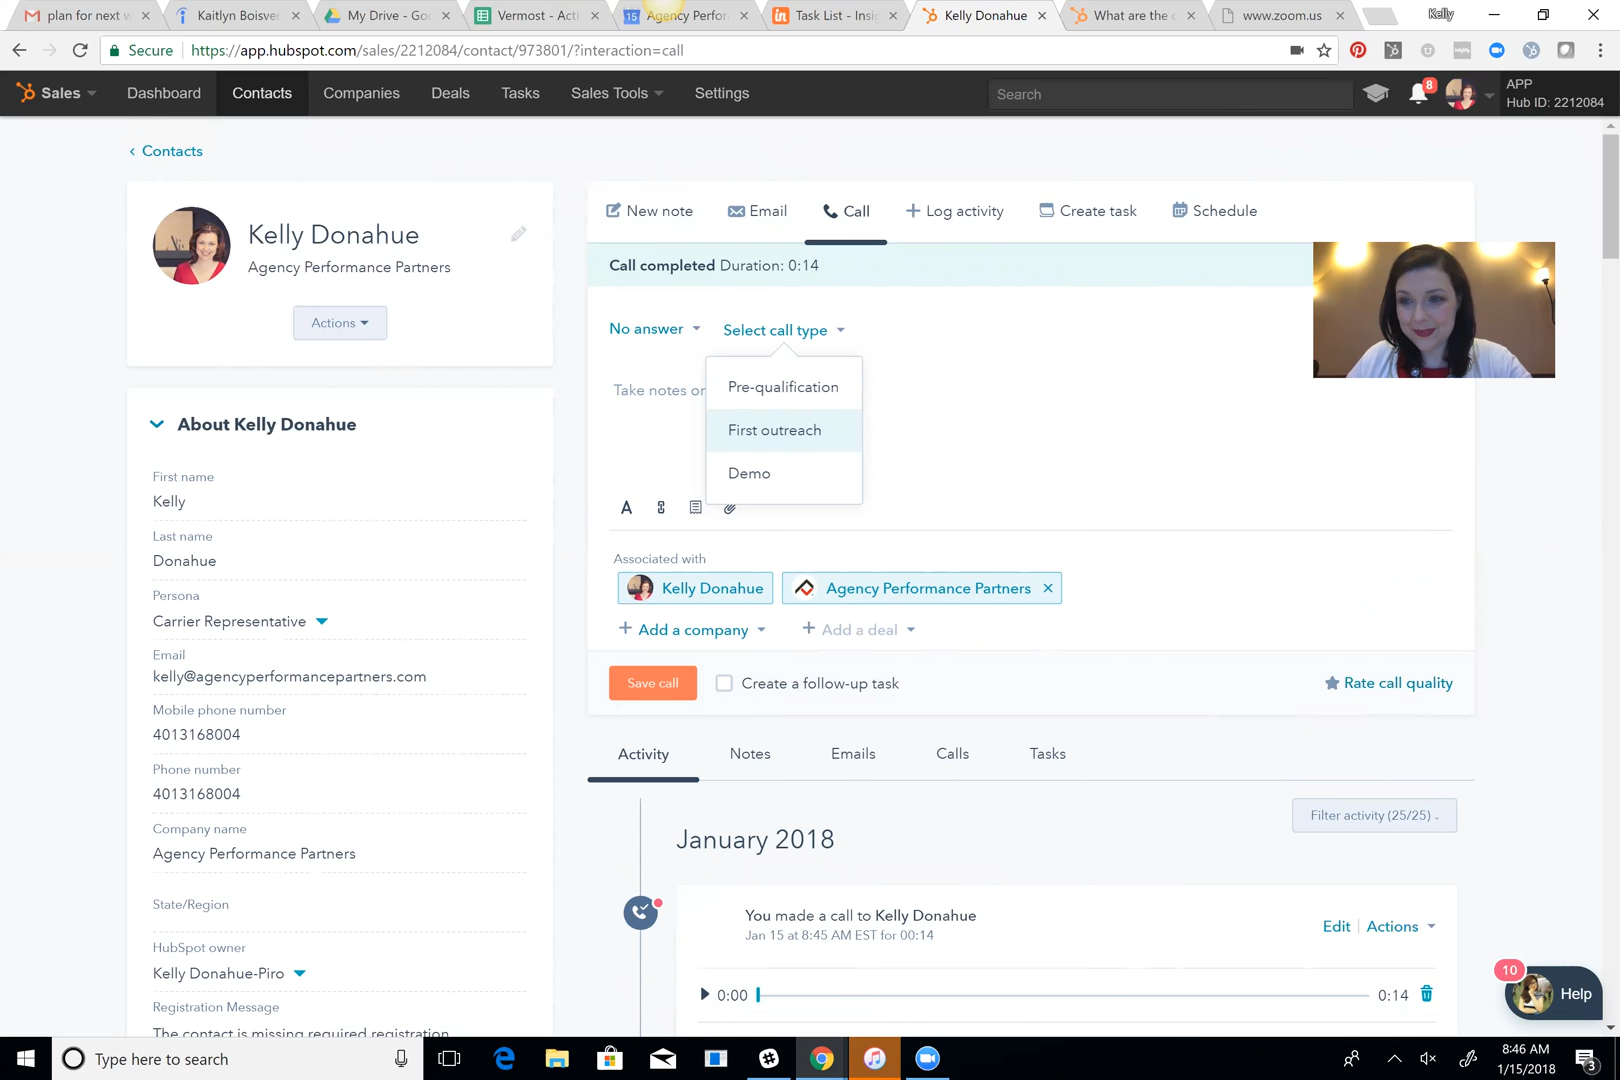 plan for next w
Kaitlyn Boisver
My Drive - Goo
Vermost - Acti
15
Agency Perfor
Task List - Insig
Kelly Donahue
What are the
www.zoom.us
Kelly
Secure
https://app.hubspot.com/sales/2212084/contact/973801/?interaction=call
Sales
Dashboard
Contacts
Companies
Deals
Tasks
Sales Tools
Settings
Search
8
APP
Hub ID: 2212084
Contacts
Kelly Donahue
Agency Performance Partners
Actions
About Kelly Donahue
First name
Kelly
Last name
Donahue
Persona
Carrier Representative
Email
kelly@agencyperformancepartners.com
Mobile phone number
4013168004
Phone number
4013168004
Company name
Agency Performance Partners
State/Region
HubSpot owner
Kelly Donahue-Piro
Registration Message
The contact is missing required registration
New note
Email
Call
Log activity
Create task
Schedule
Call completed Duration: 0:14
No answer
Select call type
Take notes or
Pre-qualification
First outreach
Demo
A
Associated with
Kelly Donahue
Agency Performance Partners
Add a company
Add a deal
Save call
Create a follow-up task
Rate call quality
Activity
Notes
Emails
Calls
Tasks
Filter activity (25/25)
January 2018
You made a call to Kelly Donahue
Jan 15 at 8:45 AM EST for 00:14
Edit | Actions
0:00
0:14
10
Help
Type here to search
8:46 AM
1/15/2018
3